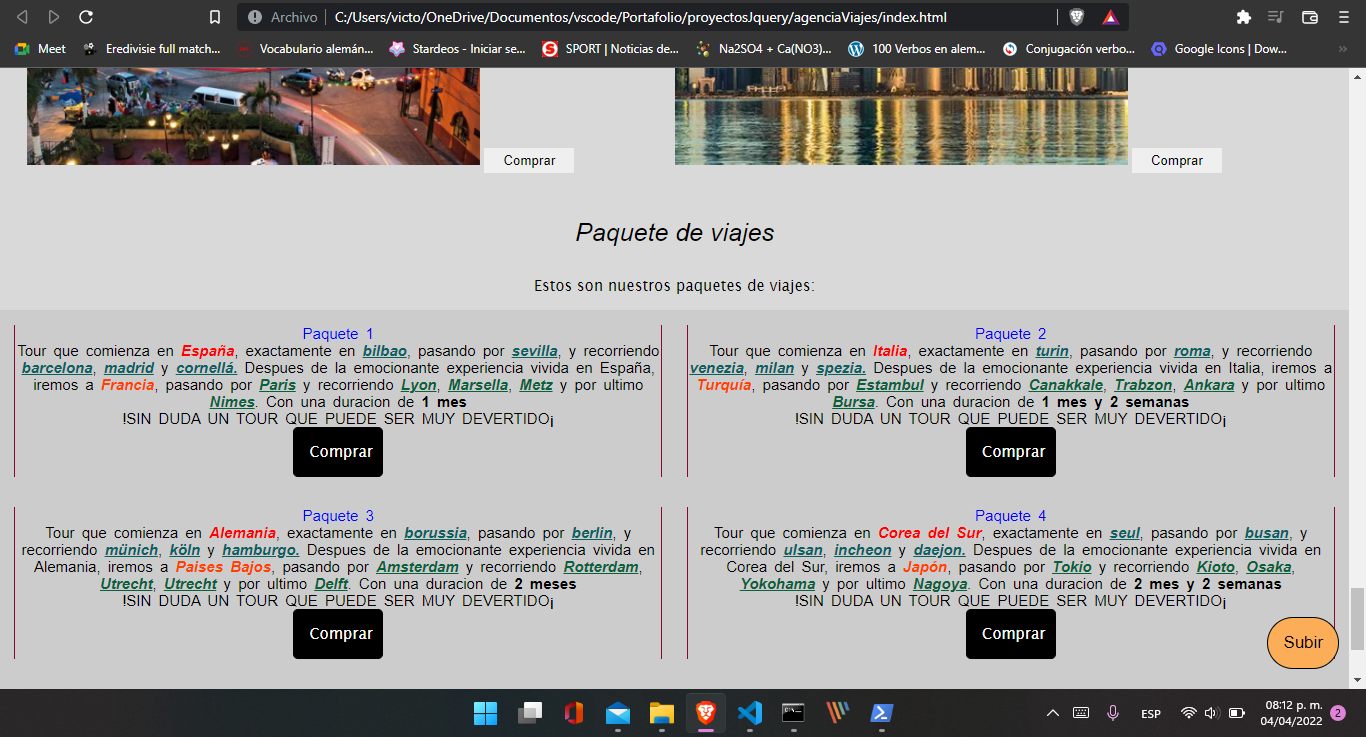 Archivo C:/Users/victo/OneDrive/Documentos/vscode/Portafolio/proyectosJquery/agenciaViajes/index.html
Meet Eredivisie full match... Vocabulario alemán... Stardeos - Iniciar se... SPORT | Noticias de... Na2SO4 + Ca(NO3)... 100 Verbos en alem... Conjugación verbo... Google Icons | Dow... »
Comprar
Comprar
Paquete de viajes
Estos son nuestros paquetes de viajes:
Paquete 1
Tour que comienza en España, exactamente en bilbao, pasando por sevilla, y recorriendo
barcelona, madrid y cornellá. Despues de la emocionante experiencia vivida en España,
iremos a Francia, pasando por Paris y recorriendo Lyon, Marsella, Metz y por ultimo
Nimes. Con una duracion de 1 mes
!SIN DUDA UN TOUR QUE PUEDE SER MUY DEVERTIDO¡
Comprar
Paquete 2
Tour que comienza en Italia, exactamente en turin, pasando por roma, y recorriendo
venezia, milan y spezia. Despues de la emocionante experiencia vivida en Italia, iremos a
Turquía, pasando por Estambul y recorriendo Canakkale, Trabzon, Ankara y por ultimo
Bursa. Con una duracion de 1 mes y 2 semanas
!SIN DUDA UN TOUR QUE PUEDE SER MUY DEVERTIDO¡
Comprar
Paquete 3
Tour que comienza en Alemania, exactamente en borussia, pasando por berlin, y
recorriendo münich, köln y hamburgo. Despues de la emocionante experiencia vivida en
Alemania, iremos a Paises Bajos, pasando por Amsterdam y recorriendo Rotterdam,
Utrecht, Utrecht y por ultimo Delft. Con una duracion de 2 meses
!SIN DUDA UN TOUR QUE PUEDE SER MUY DEVERTIDO¡
Comprar
Paquete 4
Tour que comienza en Corea del Sur, exactamente en seul, pasando por busan, y
recorriendo ulsan, incheon y daejon. Despues de la emocionante experiencia vivida en
Corea del Sur, iremos a Japón, pasando por Tokio y recorriendo Kioto, Osaka,
Yokohama y por ultimo Nagoya. Con una duracion de 2 mes y 2 semanas
!SIN DUDA UN TOUR QUE PUEDE SER MUY DEVERTIDO¡
Comprar
Subir
ESP
08:12 p. m.
04/04/2022
2